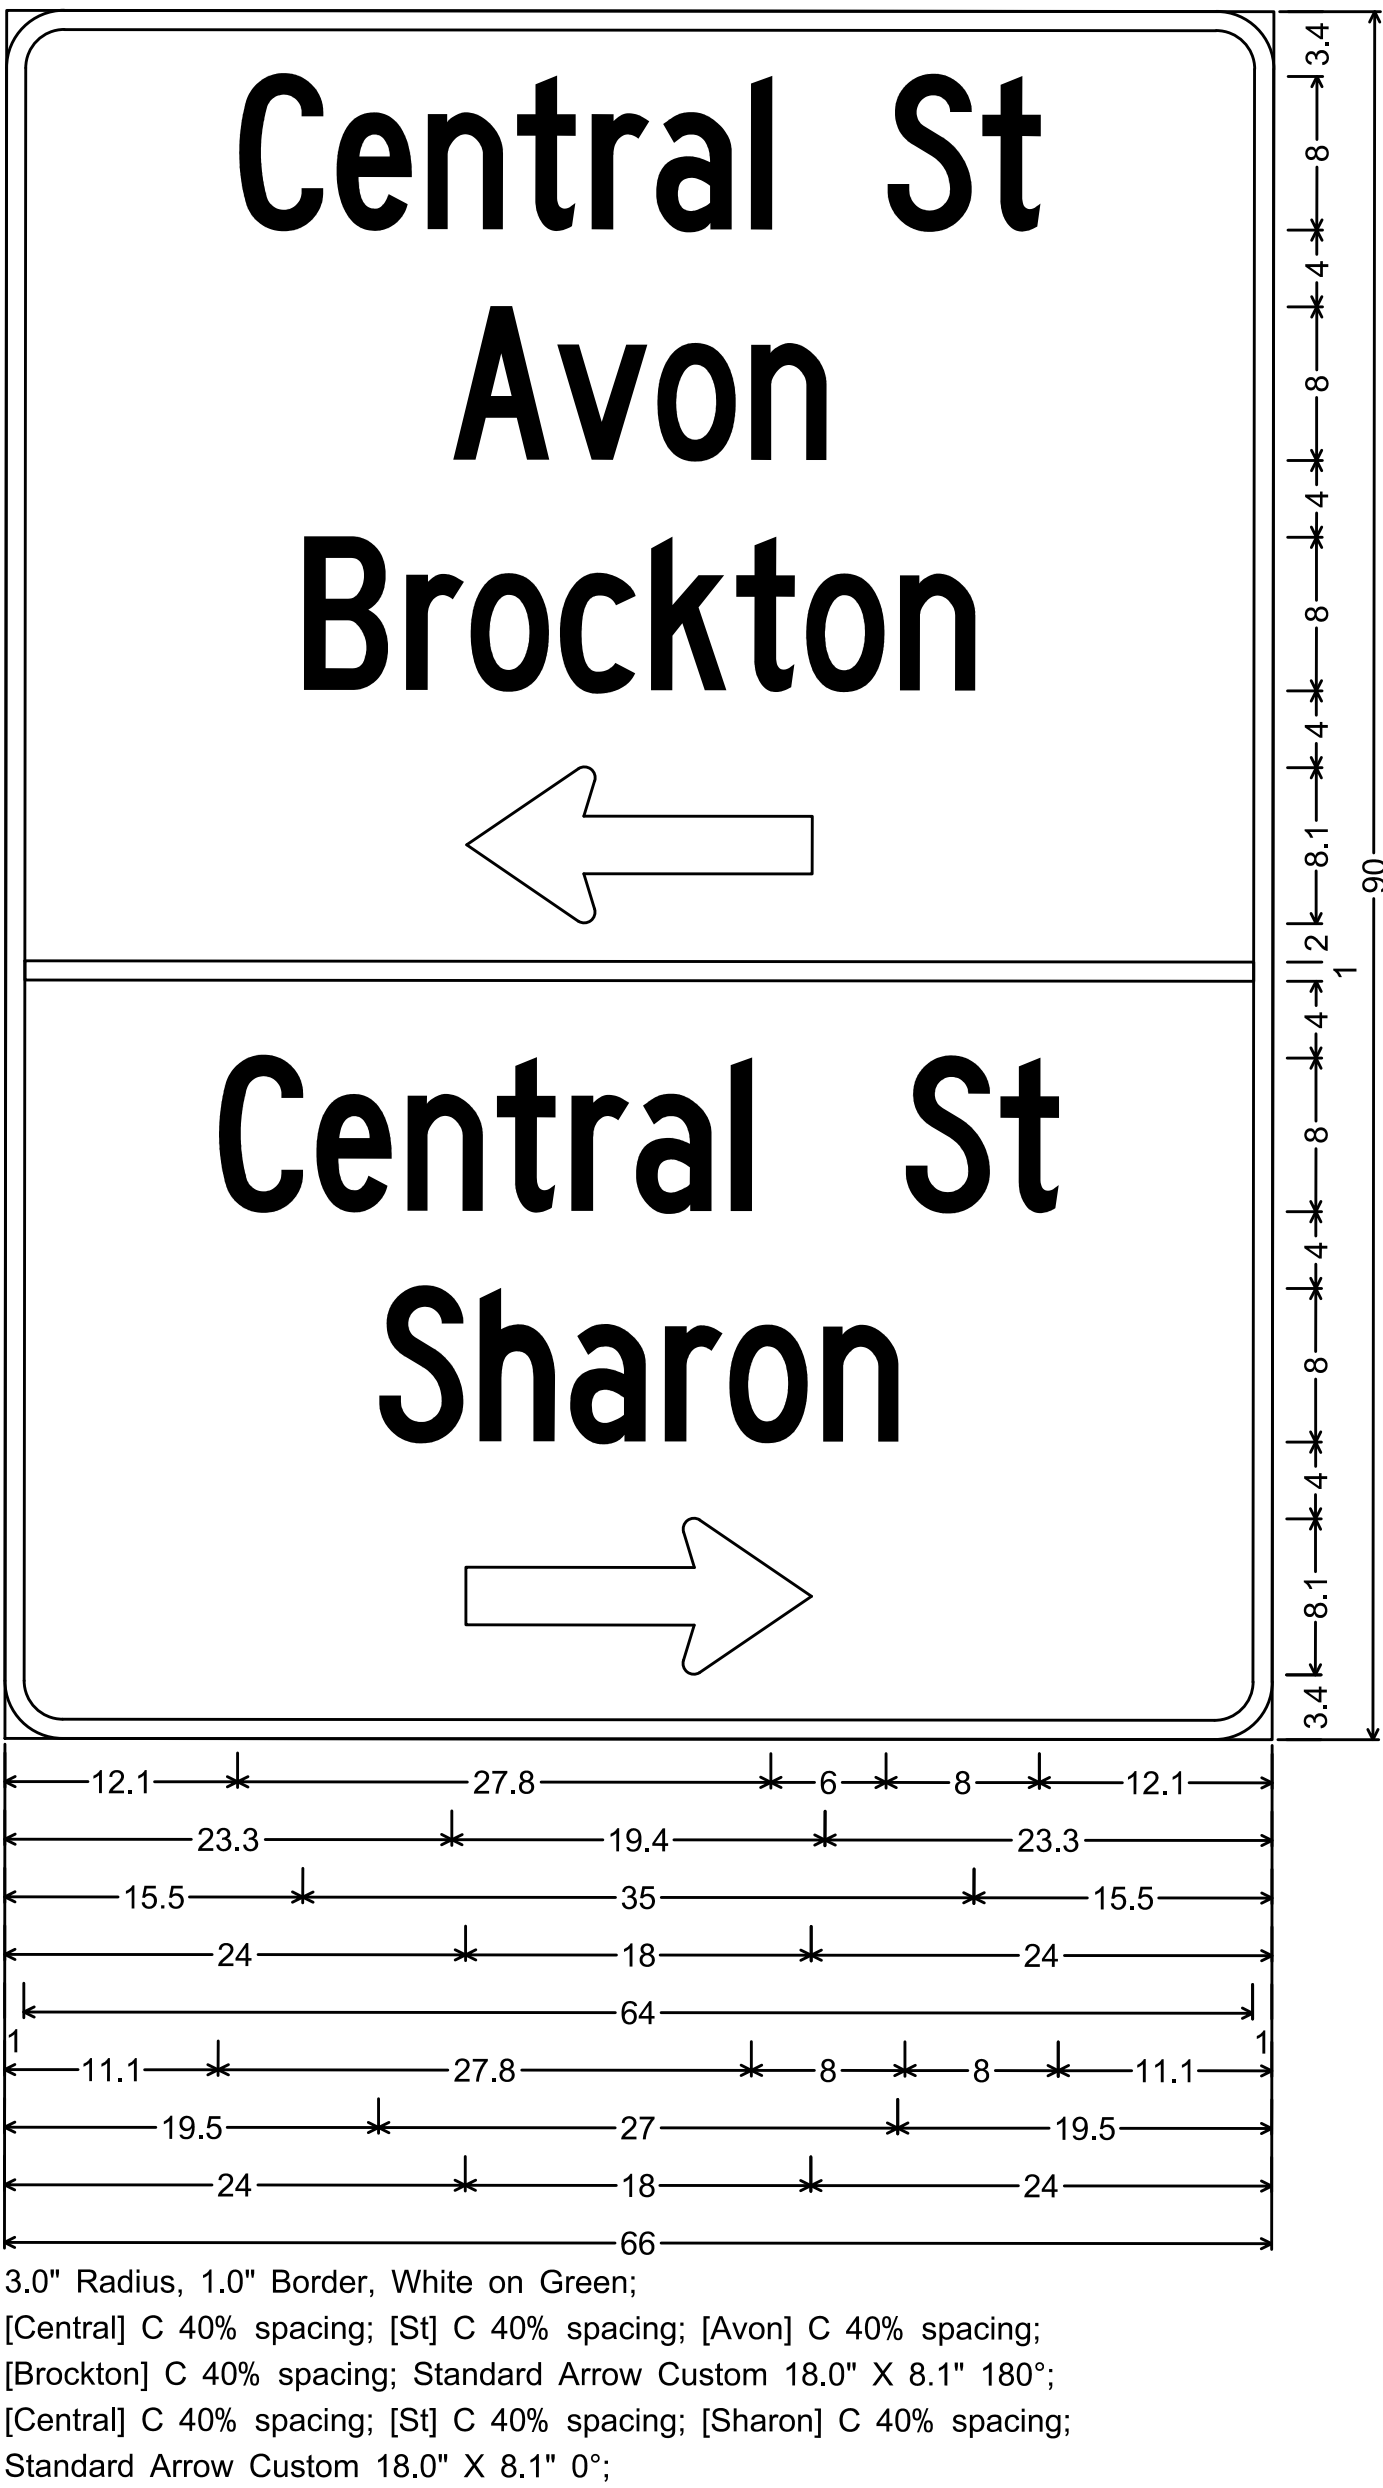 Central St
Avon
Brockton
Central St
Sharon
3.4
8
4
8
4
8
4
8.1
2
1
4
8
4
8
4
8.1
3.4
90
12.1 27.8 6 8 12.1
23.3 19.4 23.3
15.5 35 15.5
24 18 24
64
1 1
11.1 27.8 8 8 11.1
19.5 27 19.5
24 18 24
66
3.0" Radius, 1.0" Border, White on Green;
[Central] C 40% spacing; [St] C 40% spacing; [Avon] C 40% spacing;
[Brockton] C 40% spacing; Standard Arrow Custom 18.0" X 8.1" 180°;
[Central] C 40% spacing; [St] C 40% spacing; [Sharon] C 40% spacing;
Standard Arrow Custom 18.0" X 8.1" 0°;